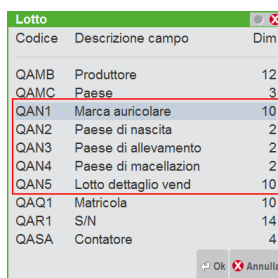 Lotto
Codice Descrizione campo Dim
QAMB Produttore 12
QAMC Paese 3
QAN1 Marca auricolare 10
QAN2 Paese di nascita 2
QAN3 Paese di allevamento 2
QAN4 Paese di macellazion 2
QAN5 Lotto dettaglio vend 10
QAQ1 Matricola 10
QAR1 S/N 14
QASA Contatore 4
Ok Annulla